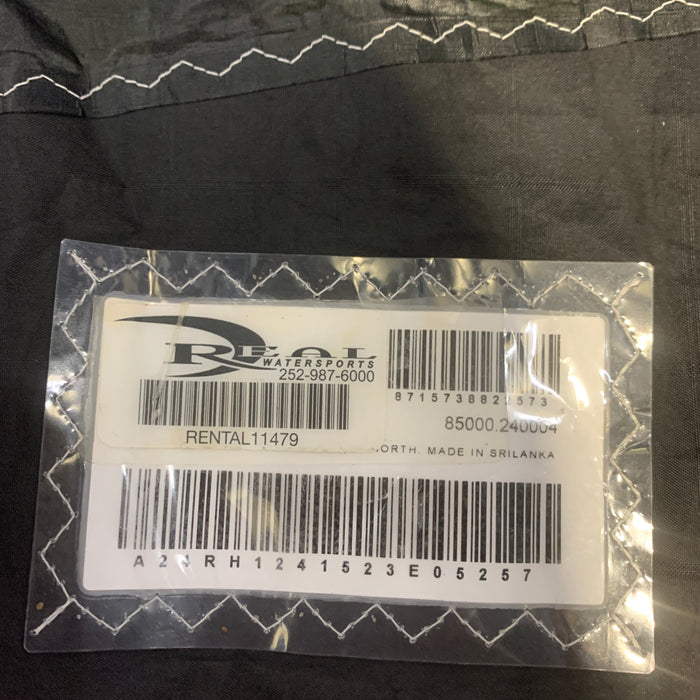 REAL
WATERSPORTS
252-987-6000
RENTAL11479
8715738822573
85000.240004
NORTH. MADE IN SRILANKA
A24RH1241523E05257